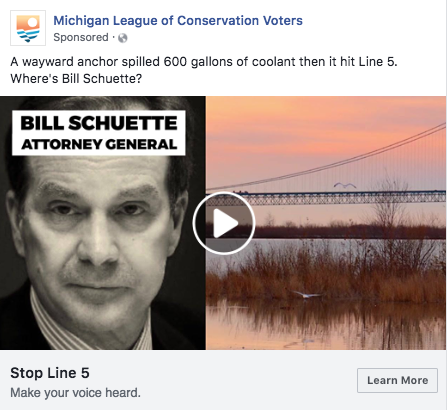 Michigan League of Conservation Voters
Sponsored ·
A wayward anchor spilled 600 gallons of coolant then it hit Line 5.
Where's Bill Schuette?
BILL SCHUETTE
ATTORNEY GENERAL
Stop Line 5
Make your voice heard.
Learn More